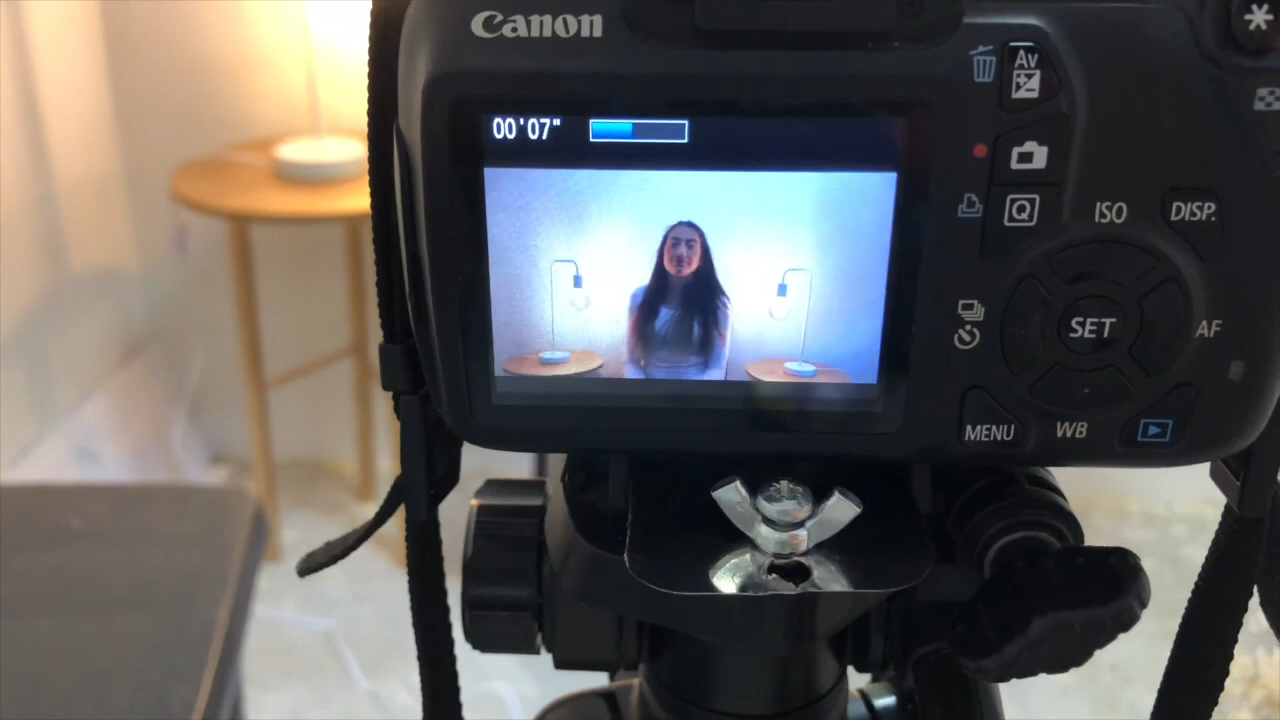 Canon
Av
00'07"
Q
ISO
DISP.
SET
AF
MENU
WB